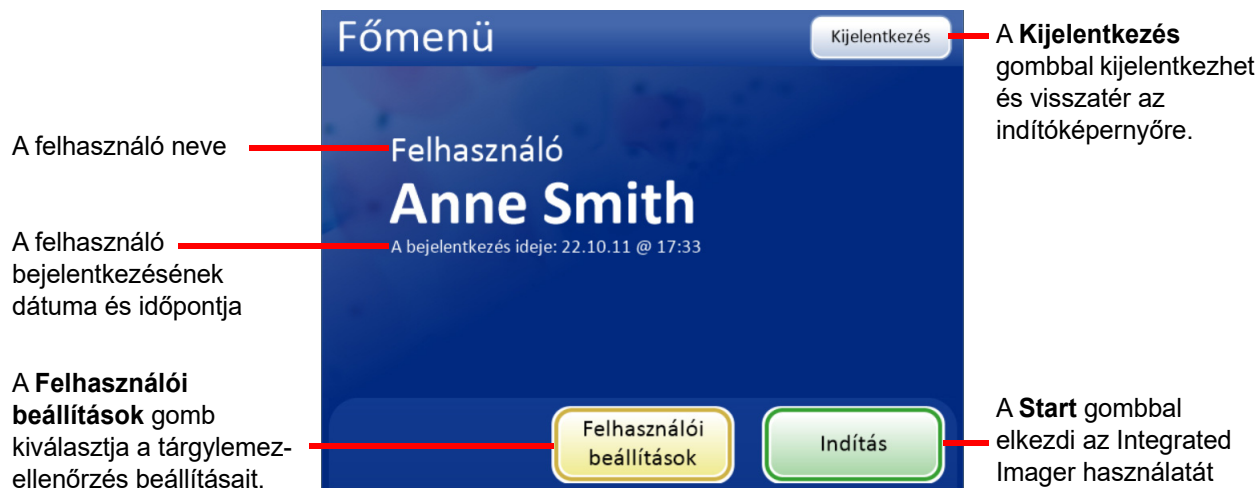 Főmenü
Kijelentkezés
A Kijelentkezés
gombbal kijelentkezhet
és visszatér az
indítóképernyőre.
A felhasználó neve
Felhasználó
Anne Smith
A bejelentkezés ideje: 22.10.11 @ 17:33
A felhasználó
bejelentkezésének
dátuma és időpontja
A Felhasználói
beállítások gomb
kiválasztja a tárgylemez-
ellenőrzés beállításait.
Felhasználói
beállítások
Indítás
A Start gombbal
elkezdi az Integrated
Imager használatát